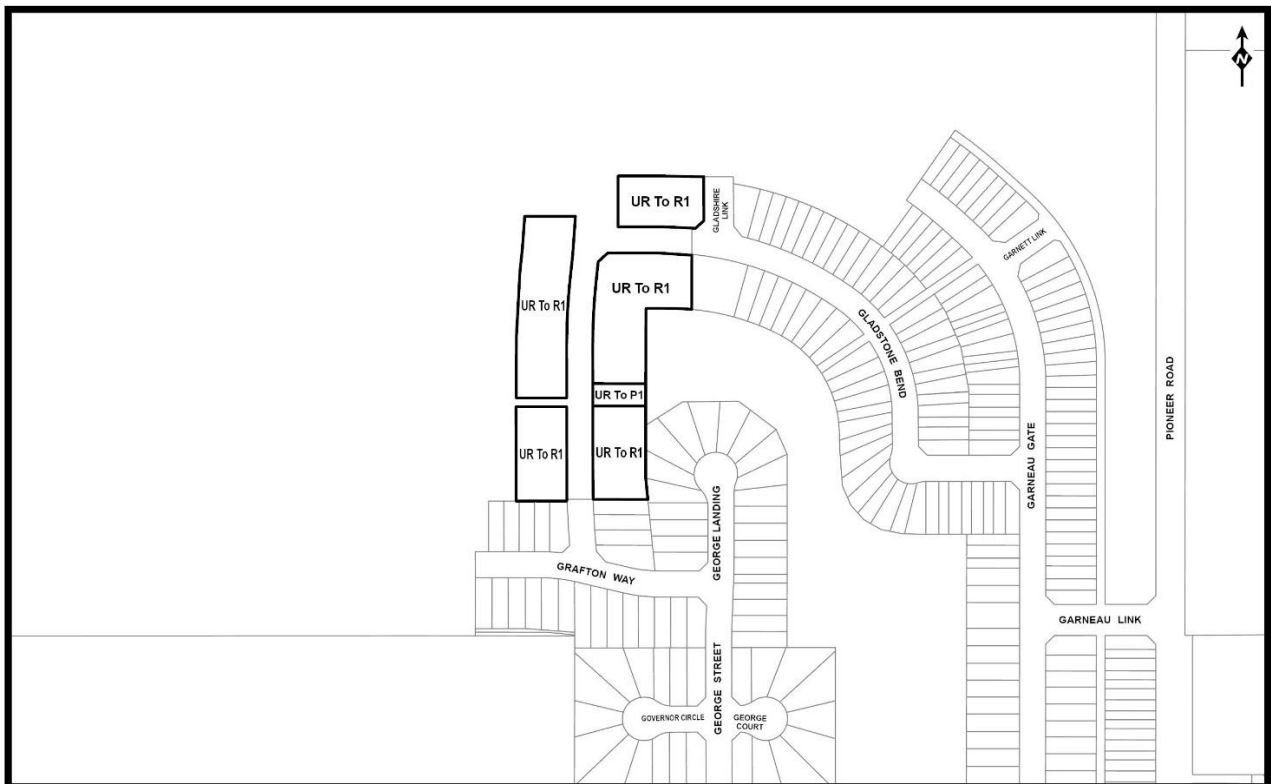 N
UR To R1
GLADSHIRE
LINK
GARNETT LINK
UR To R1
UR To R1
GLADSTONE BEND
UR To P1
PIONEER ROAD
UR To R1
UR To R1
GARNEAU GATE
GEORGE LANDING
GRAFTON WAY
GARNEAU LINK
GEORGE STREET
GOVERNOR CIRCLE
GEORGE
COURT